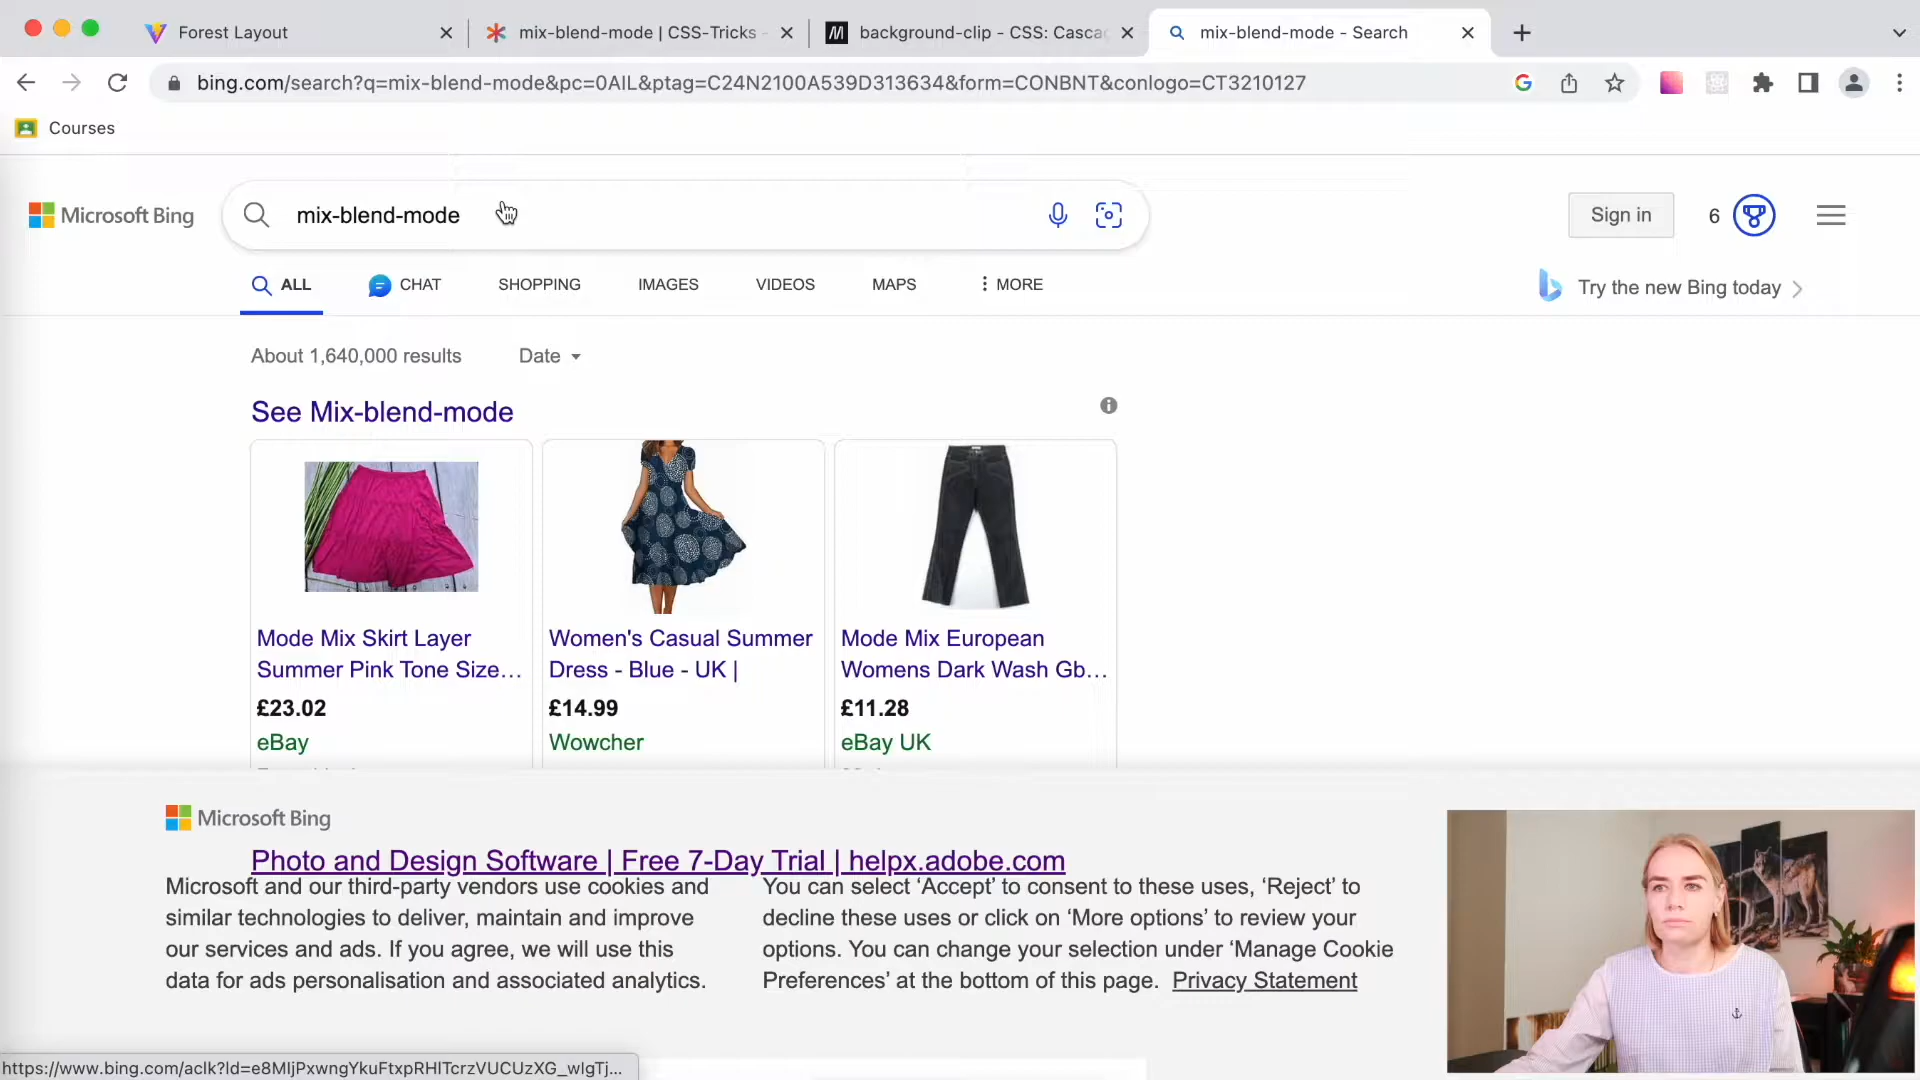 Forest Layout
mix-blend-mode | CSS-Tricks -
background-clip - CSS: Casca
mix-blend-mode - Search
bing.com/search?q=mix-blend-mode&pc=0AIL&ptag=C24N2100A539D313634&form=CONBNT&conlogo=CT3210127
Courses
Microsoft Bing
mix-blend-mode
Sign in
6
ALL
CHAT
SHOPPING
IMAGES
VIDEOS
MAPS
MORE
Try the new Bing today
About 1,640,000 results
Date
See Mix-blend-mode
Mode Mix Skirt Layer
Summer Pink Tone Size...
£23.02
eBay
Women's Casual Summer
Dress - Blue - UK |
£14.99
Wowcher
Mode Mix European
Womens Dark Wash Gb...
£11.28
eBay UK
Microsoft Bing
Photo and Design Software | Free 7-Day Trial | helpx.adobe.com
Microsoft and our third-party vendors use cookies and
similar technologies to deliver, maintain and improve
our services and ads. If you agree, we will use this
data for ads personalisation and associated analytics.
You can select ‘Accept’ to consent to these uses, ‘Reject’ to
decline these uses or click on ‘More options’ to review your
options. You can change your selection under ‘Manage Cookie
Preferences’ at the bottom of this page. Privacy Statement